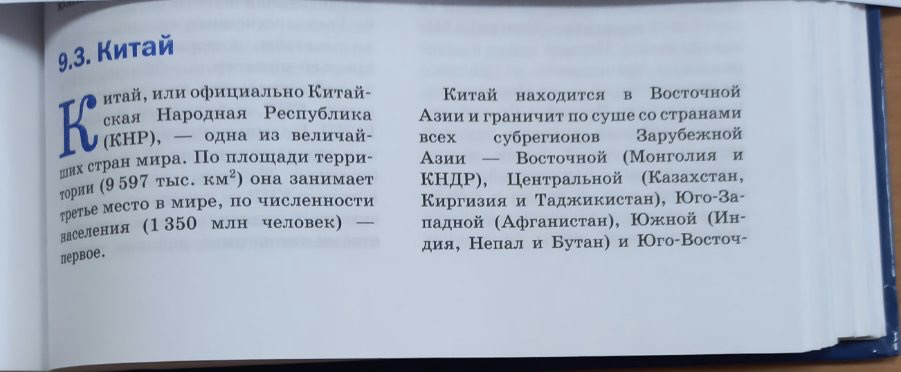 9.3. Китай
Китай, или официально Китай-
ская Народная Республика
(КНР), — одна из величай-
ших стран мира. По площади терри-
тории (9 597 тыс. км²) она занимает
третье место в мире, по численности
населения (1 350 млн человек) —
первое.
Китай находится в Восточной
Азии и граничит по суше со странами
всех субрегионов Зарубежной
Азии — Восточной (Монголия и
КНДР), Центральной (Казахстан,
Киргизия и Таджикистан), Юго-За-
падной (Афганистан), Южной (Ин-
дия, Непал и Бутан) и Юго-Восточ-